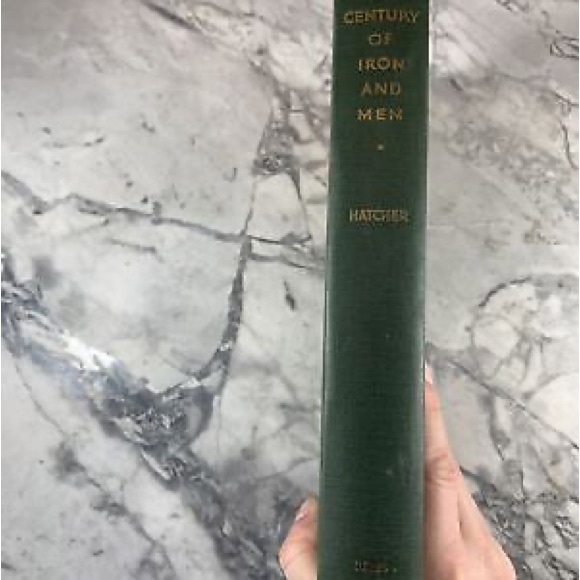 CENTURY
OF
IRON
AND
MEN
HATCHER